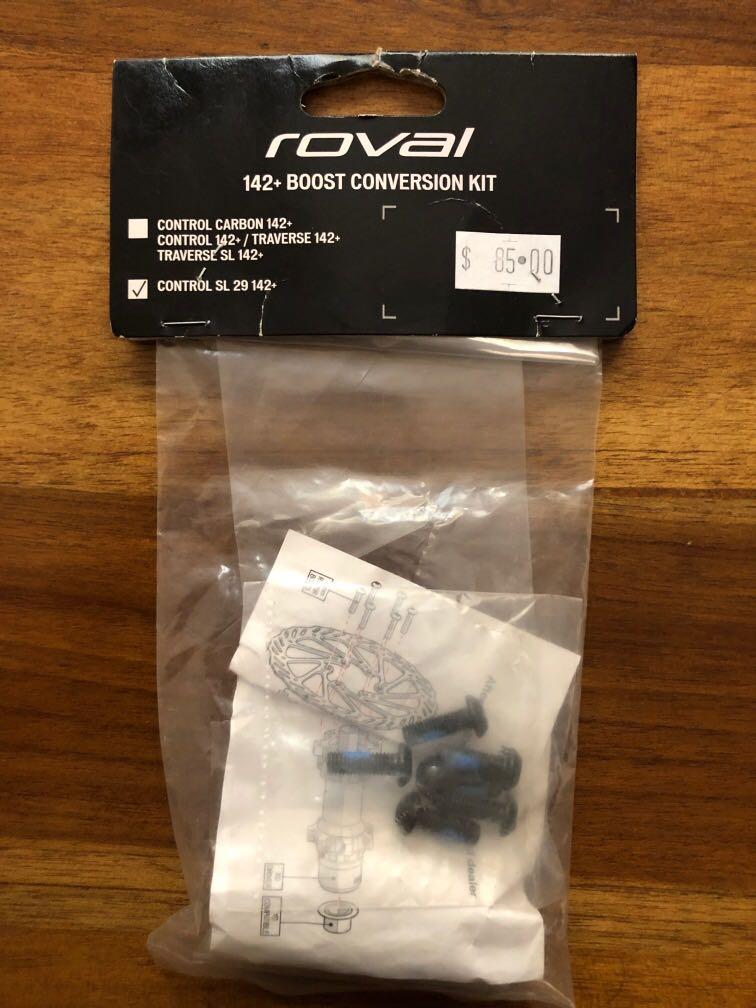 roval
142+ BOOST CONVERSION KIT
CONTROL CARBON 142+
CONTROL 142+ / TRAVERSE 142+
TRAVERSE SL 142+
CONTROL SL 29 142+
$ 85.00
dealer